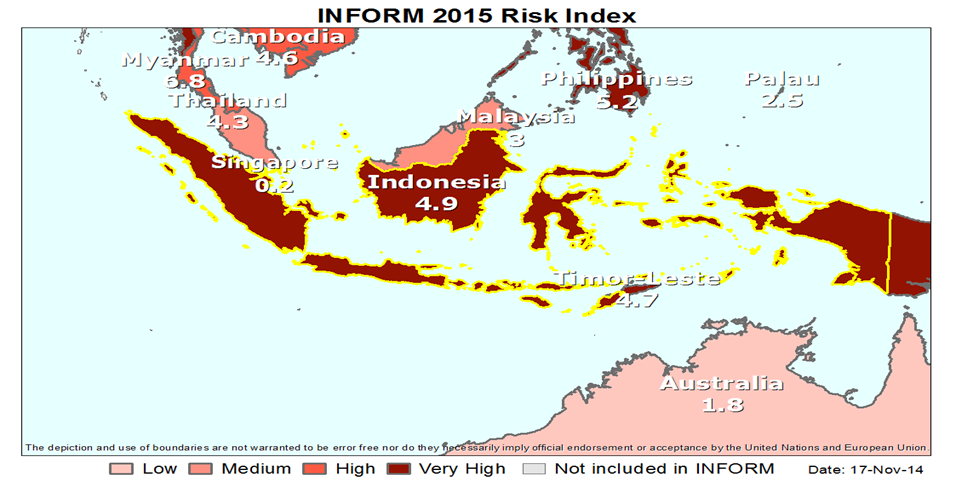 INFORM 2015 Risk Index
Cambodia
4.6
Myanmar
6.8
Philippines
5.2
Palau
2.5
Thailand
4.3
Malaysia
3
Singapore
0.2
Indonesia
4.9
Timor-Leste
4.7
Australia
1.8
The depiction and use of boundaries are not warranted to be error free nor do they necessarily imply official endorsement or acceptance by the United Nations and European Union.
Low Medium High Very High Not included in INFORM Date: 17-Nov-14